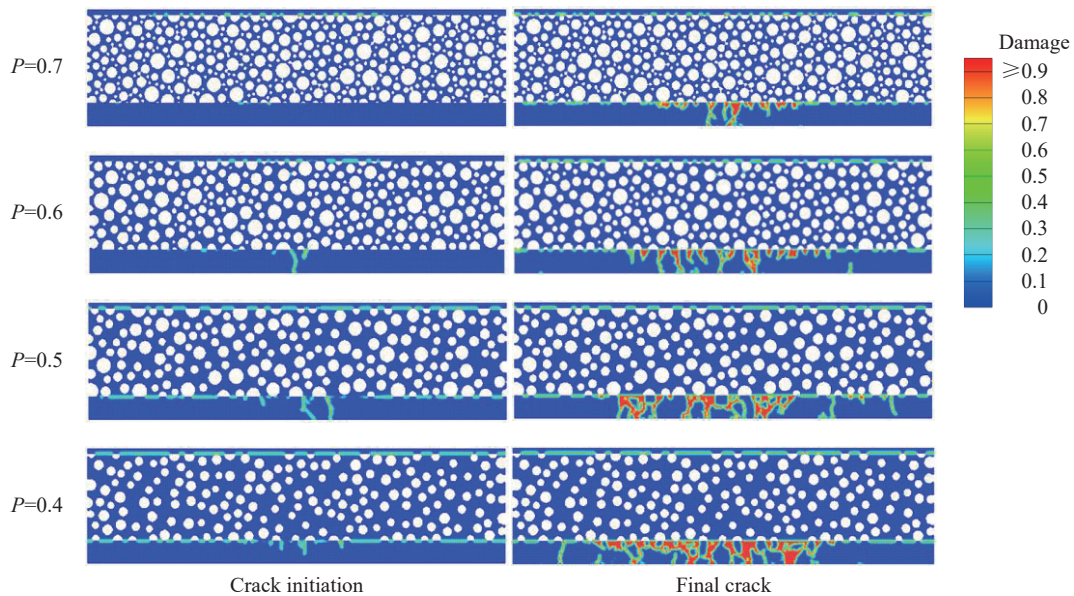 Damage
P=0.7
≥0.9
0.8
0.7
0.6
0.5
0.4
0.3
0.2
0.1
0
P=0.6
P=0.5
P=0.4
Crack initiation
Final crack